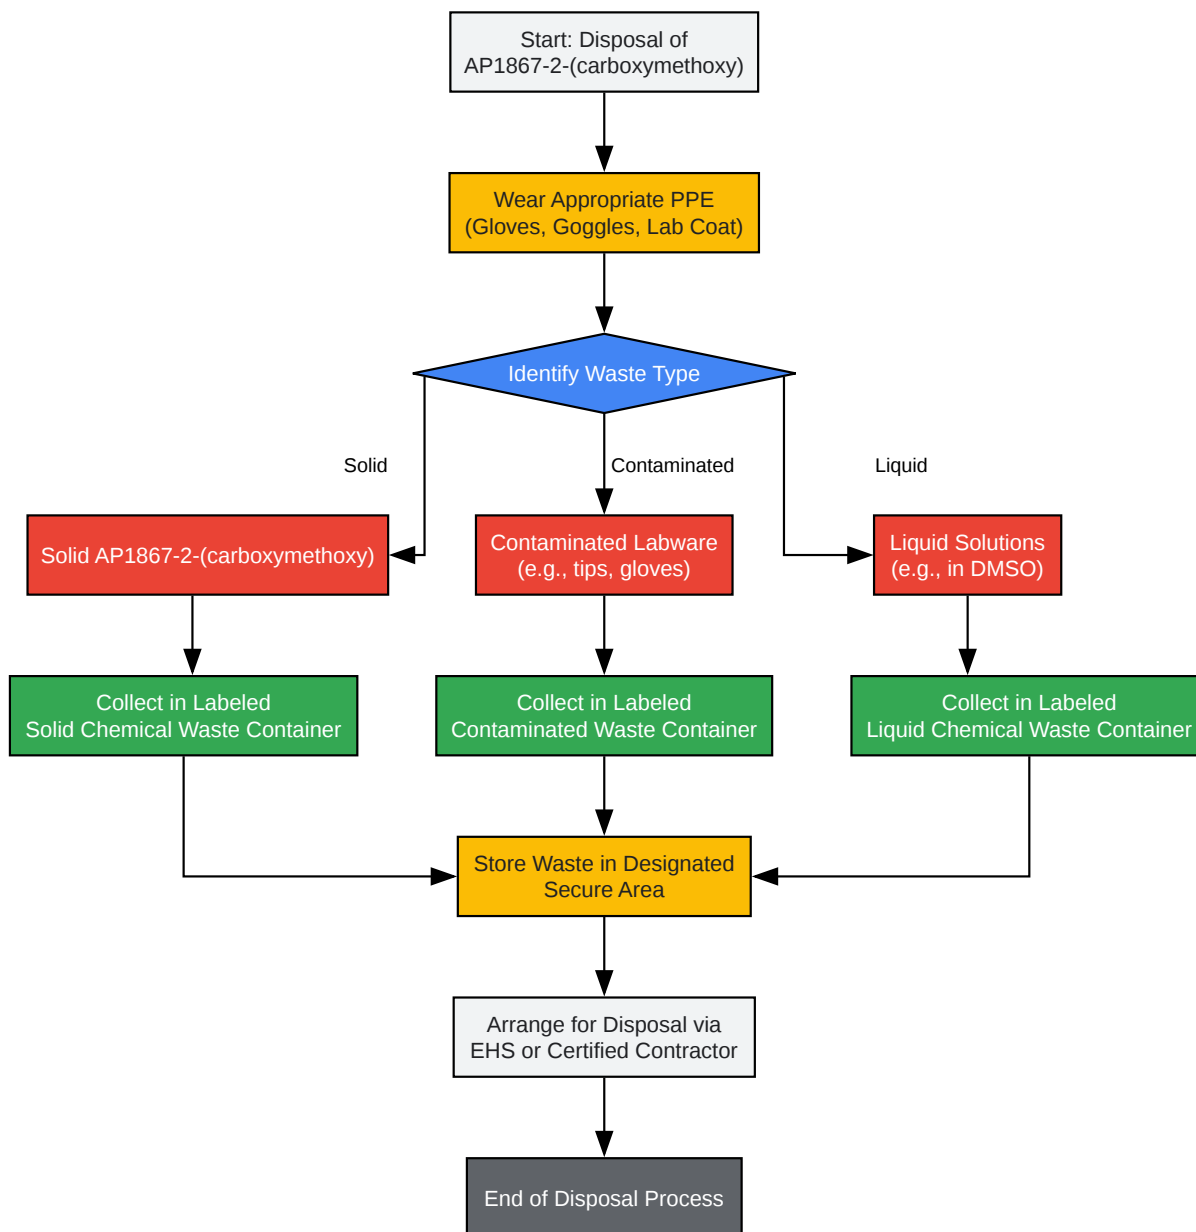 Start: Disposal of
AP1867-2-(carboxymethoxy)
Wear Appropriate PPE
(Gloves, Goggles, Lab Coat)
Identify Waste Type
Solid
Contaminated
Liquid
Solid AP1867-2-(carboxymethoxy)
Contaminated Labware
(e.g., tips, gloves)
Liquid Solutions
(e.g., in DMSO)
Collect in Labeled
Solid Chemical Waste Container
Collect in Labeled
Contaminated Waste Container
Collect in Labeled
Liquid Chemical Waste Container
Store Waste in Designated
Secure Area
Arrange for Disposal via
EHS or Certified Contractor
End of Disposal Process